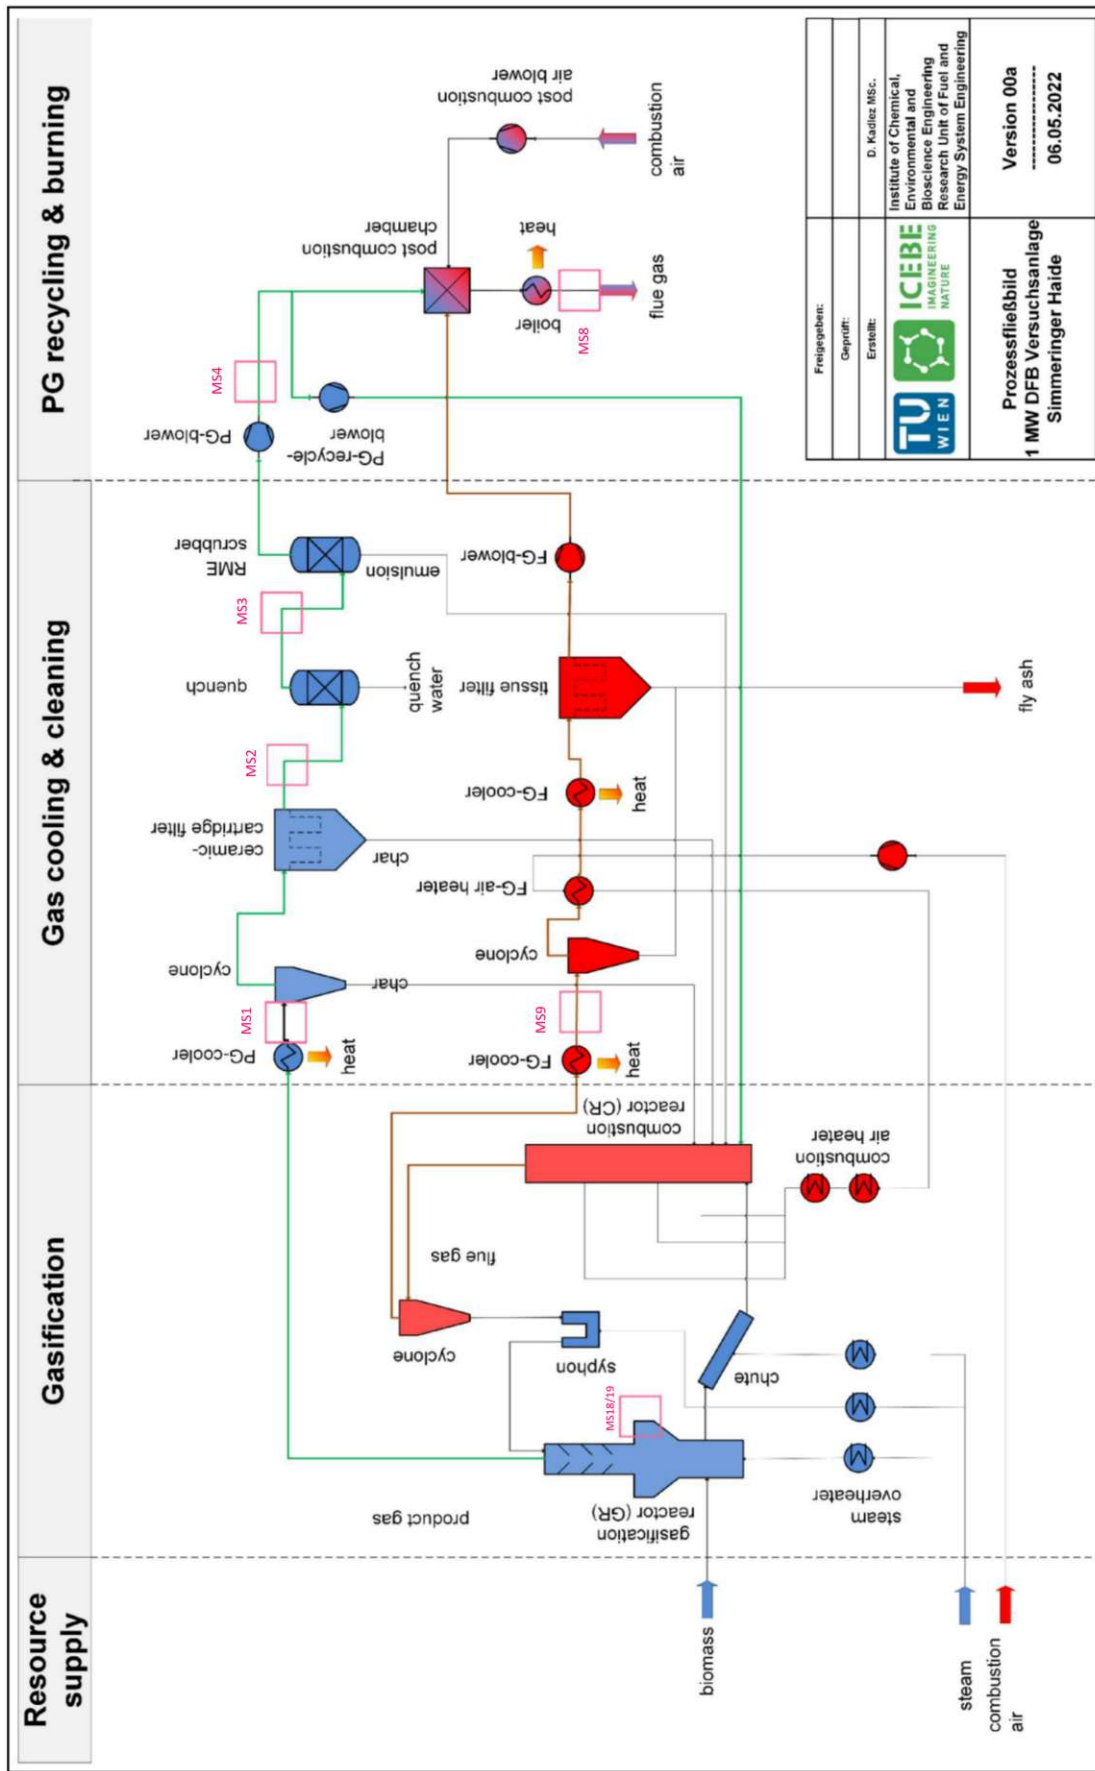 Resource
supply
Gasification
Gas cooling & cleaning
PG recycling & burning
biomass
steam
combustion
air
product gas
gasification
reactor (GR)
MS18/19
steam
overheater
chute
syphon
cyclone
flue gas
combustion
reactor (CR)
combustion
air heater
PG-cooler
heat
MS1
cyclone
char
ceramic-
cartridge filter
char
MS2
quench
quench
water
MS3
RME
scrubber
emulsion
FG-cooler
heat
MS9
cyclone
FG-air heater
FG-cooler
heat
tissue filter
FG-blower
fly ash
PG-blower
MS4
PG-recycle-
blower
post combustion
chamber
boiler
heat
MS8
flue gas
post combustion
air blower
combustion
air
Freigegeben:
Geprüft:
Erstellt:
D. Kadlez MSc.
TU
WIEN
ICEBE
IMAGINEERING
NATURE
Institute of Chemical,
Environmental and
Bioscience Engineering
Research Unit of Fuel and
Energy System Engineering
Prozessfließbild
1 MW DFB Versuchsanlage
Simmeringer Haide
Version 00a
-----------------
06.05.2022